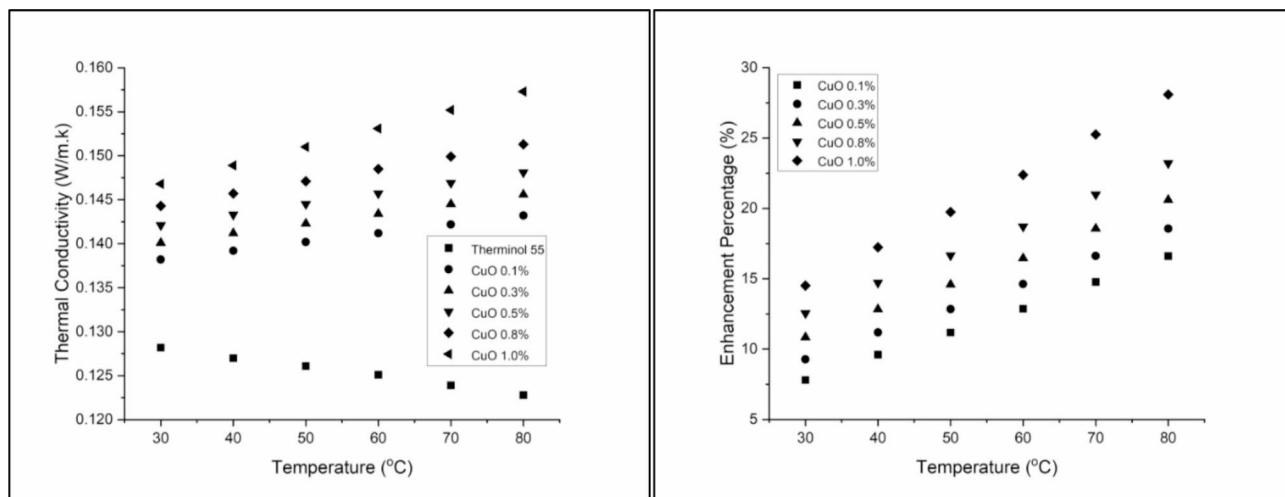 0.160
0.155
0.150
0.145
0.140
0.135
0.130
0.125
0.120
Thermal Conductivity (W/m.k)
Therminol 55
CuO 0.1%
CuO 0.3%
CuO 0.5%
CuO 0.8%
CuO 1.0%
30 40 50 60 70 80
Temperature (°C)
30
25
20
15
10
5
Enhancement Percentage (%)
CuO 0.1%
CuO 0.3%
CuO 0.5%
CuO 0.8%
CuO 1.0%
30 40 50 60 70 80
Temperature (°C)